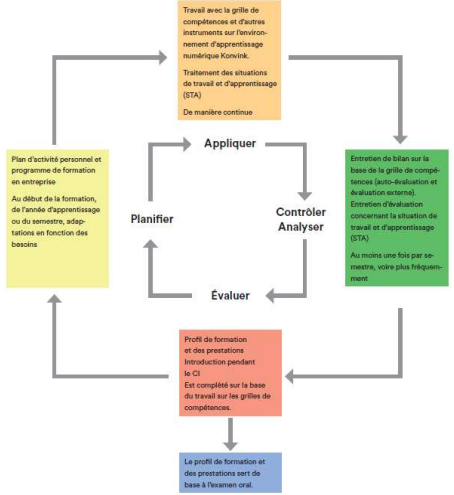 Travail avec la grille de
compétences et d'autres
instruments sur l'environ-
nement d'apprentissage
numérique Konvink.
Traitement des situations
de travail et d'apprentissage
(STA)
De manière continue
Appliquer
Plan d'activité personnel et
programme de formation
en entreprise
Au début de la formation,
de l'année d'apprentissage
ou du semestre, adap-
tations en fonction des
besoins
Planifier
Contrôler
Analyser
Entretien de bilan sur la
base de la grille de compé-
tences (auto-évaluation et
évaluation externe).
Entretien d'évaluation
concernant la situation de
travail et d'apprentissage
(STA)
Au moins une fois par se-
mestre, voire plus fréquem-
ment
Évaluer
Profil de formation
et des prestations
Introduction pendant
le CI
Est complété sur la base
du travail sur les grilles de
compétences.
Le profil de formation et
des prestations sert de
base à l'examen oral.